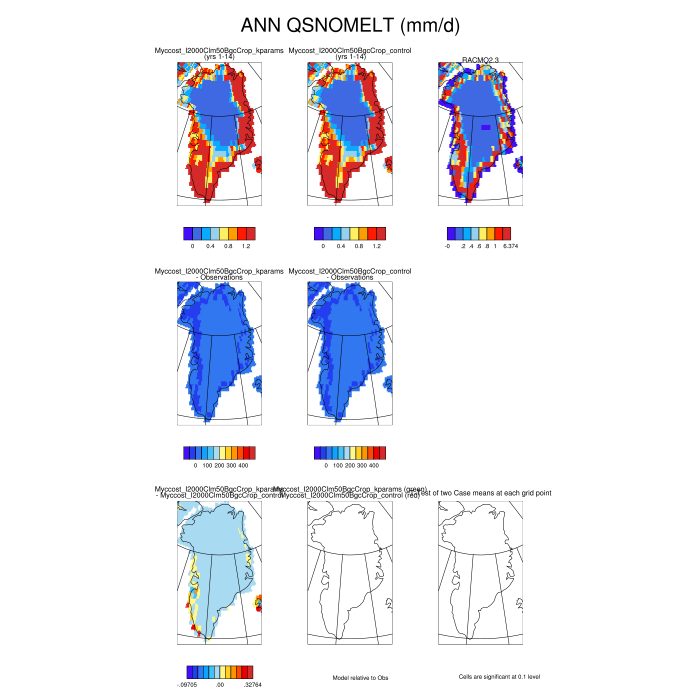 ANN QSNOMELT (mm/d)
Myccost_I2000Clm50BgcCrop_kparams
(yrs 1-14)
Myccost_I2000Clm50BgcCrop_control
(yrs 1-14)
RACMO2.3
0 0.4 0.8 1.2
0 0.4 0.8 1.2
-0 .2 .4 .6 .8 1 6.374
Myccost_I2000Clm50BgcCrop_kparams
- Observations
Myccost_I2000Clm50BgcCrop_control
- Observations
0 100 200 300 400
0 100 200 300 400
Myccost_I2000Clm50BgcCrop_kparams
- Myccost_I2000Clm50BgcCrop_control
Myccost_I2000Clm50BgcCrop_kparams (green)
Myccost_I2000Clm50BgcCrop_control (red)
of two Case means at each grid point
-.09705 .00 .32764
Model relative to Obs
Cells are significant at 0.1 level